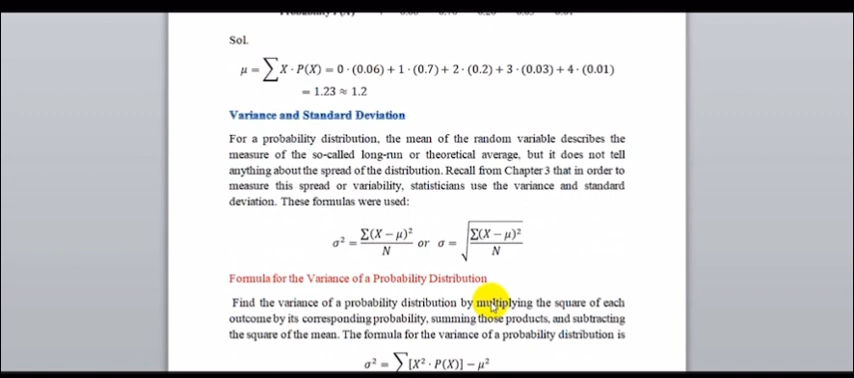 Sol.
μ = ∑ X · P(X) = 0 · (0.06) + 1 · (0.7) + 2 · (0.2) + 3 · (0.03) + 4 · (0.01)
= 1.23 ≈ 1.2
Variance and Standard Deviation
For a probability distribution, the mean of the random variable describes the
measure of the so-called long-run or theoretical average, but it does not tell
anything about the spread of the distribution. Recall from Chapter 3 that in order to
measure this spread or variability, statisticians use the variance and standard
deviation. These formulas were used:
σ² = Σ(X − μ)² / N or σ = √(Σ(X − μ)² / N)
Formula for the Variance of a Probability Distribution
Find the variance of a probability distribution by multiplying the square of each
outcome by its corresponding probability, summing those products, and subtracting
the square of the mean. The formula for the variance of a probability distribution is
σ² = ∑ [X² · P(X)] − μ²